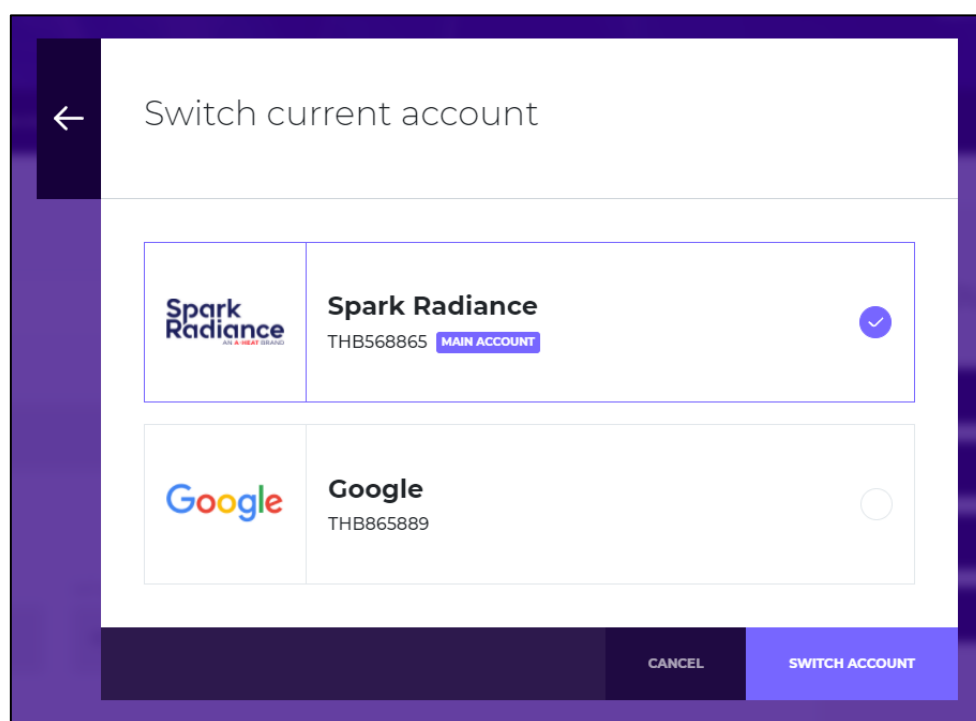 Switch current account
Spark
Radiance
AN A-HEAT BRAND
Spark Radiance
THB568865 MAIN ACCOUNT
Google
Google
THB865889
CANCEL SWITCH ACCOUNT